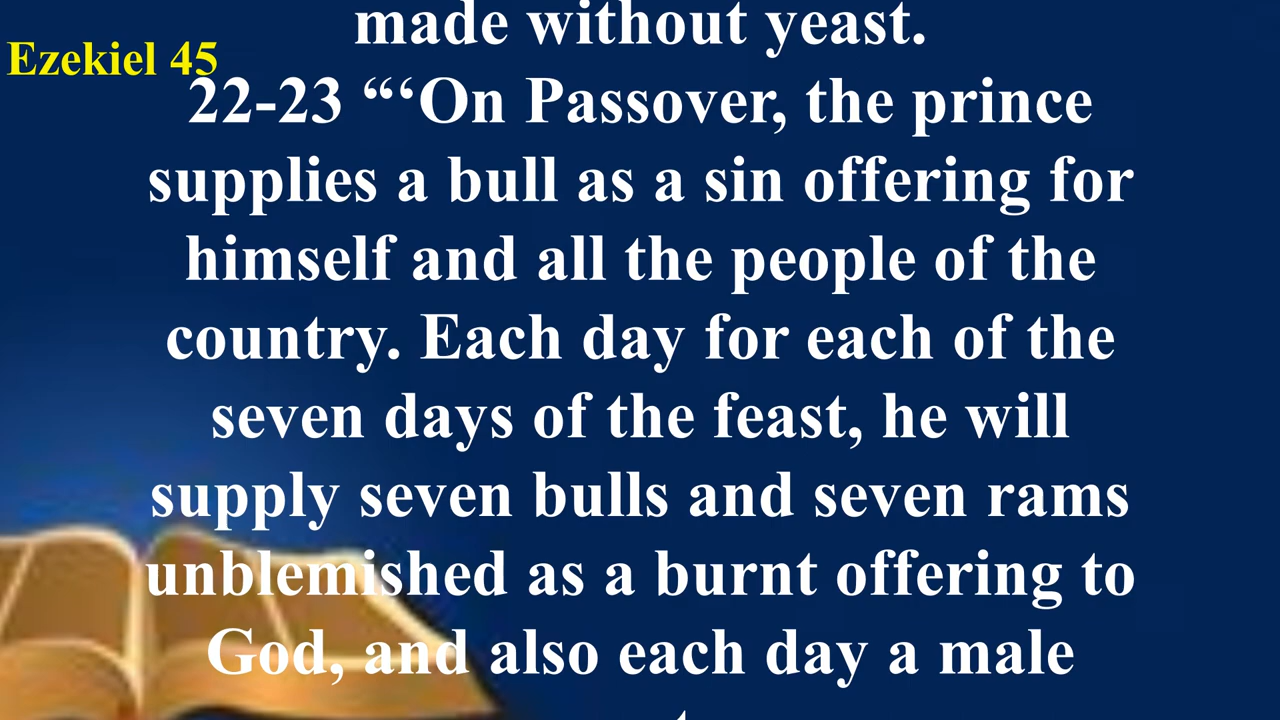 made without yeast.
Ezekiel 45
22-23 “‘On Passover, the prince
supplies a bull as a sin offering for
himself and all the people of the
country. Each day for each of the
seven days of the feast, he will
supply seven bulls and seven rams
unblemished as a burnt offering to
God, and also each day a male